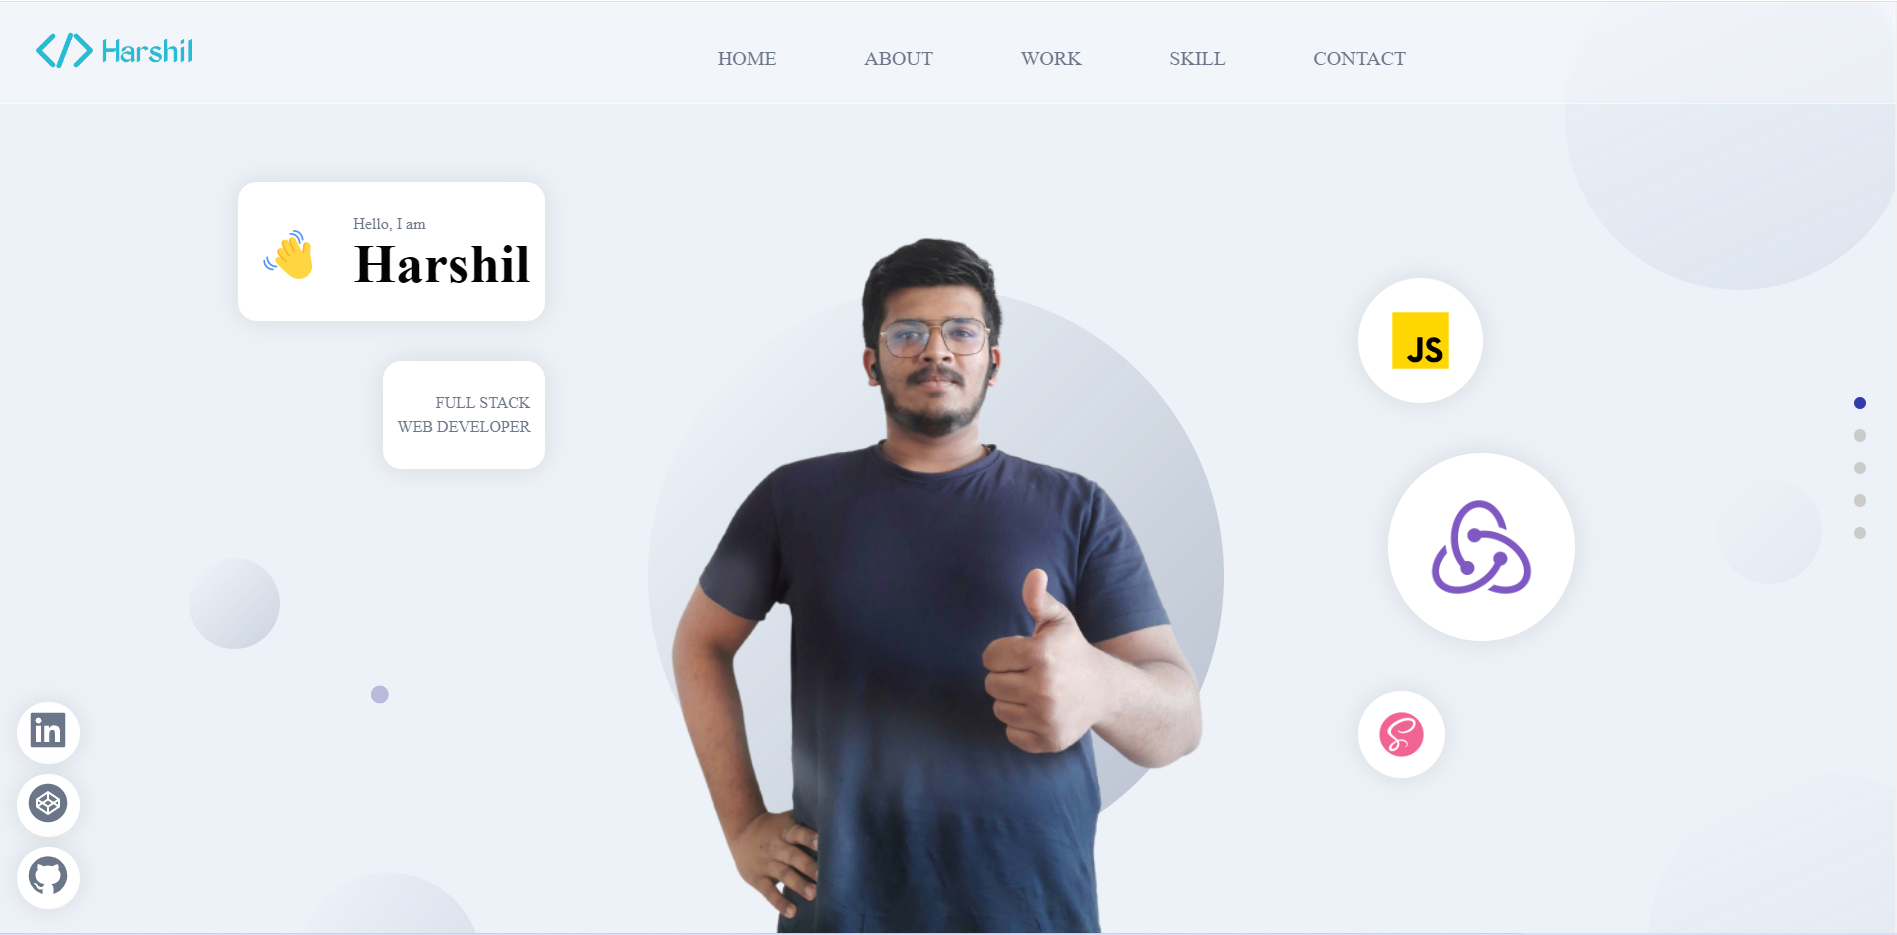 Harshil
HOME ABOUT WORK SKILL CONTACT
Hello, I am
Harshil
FULL STACK
WEB DEVELOPER
JS
in